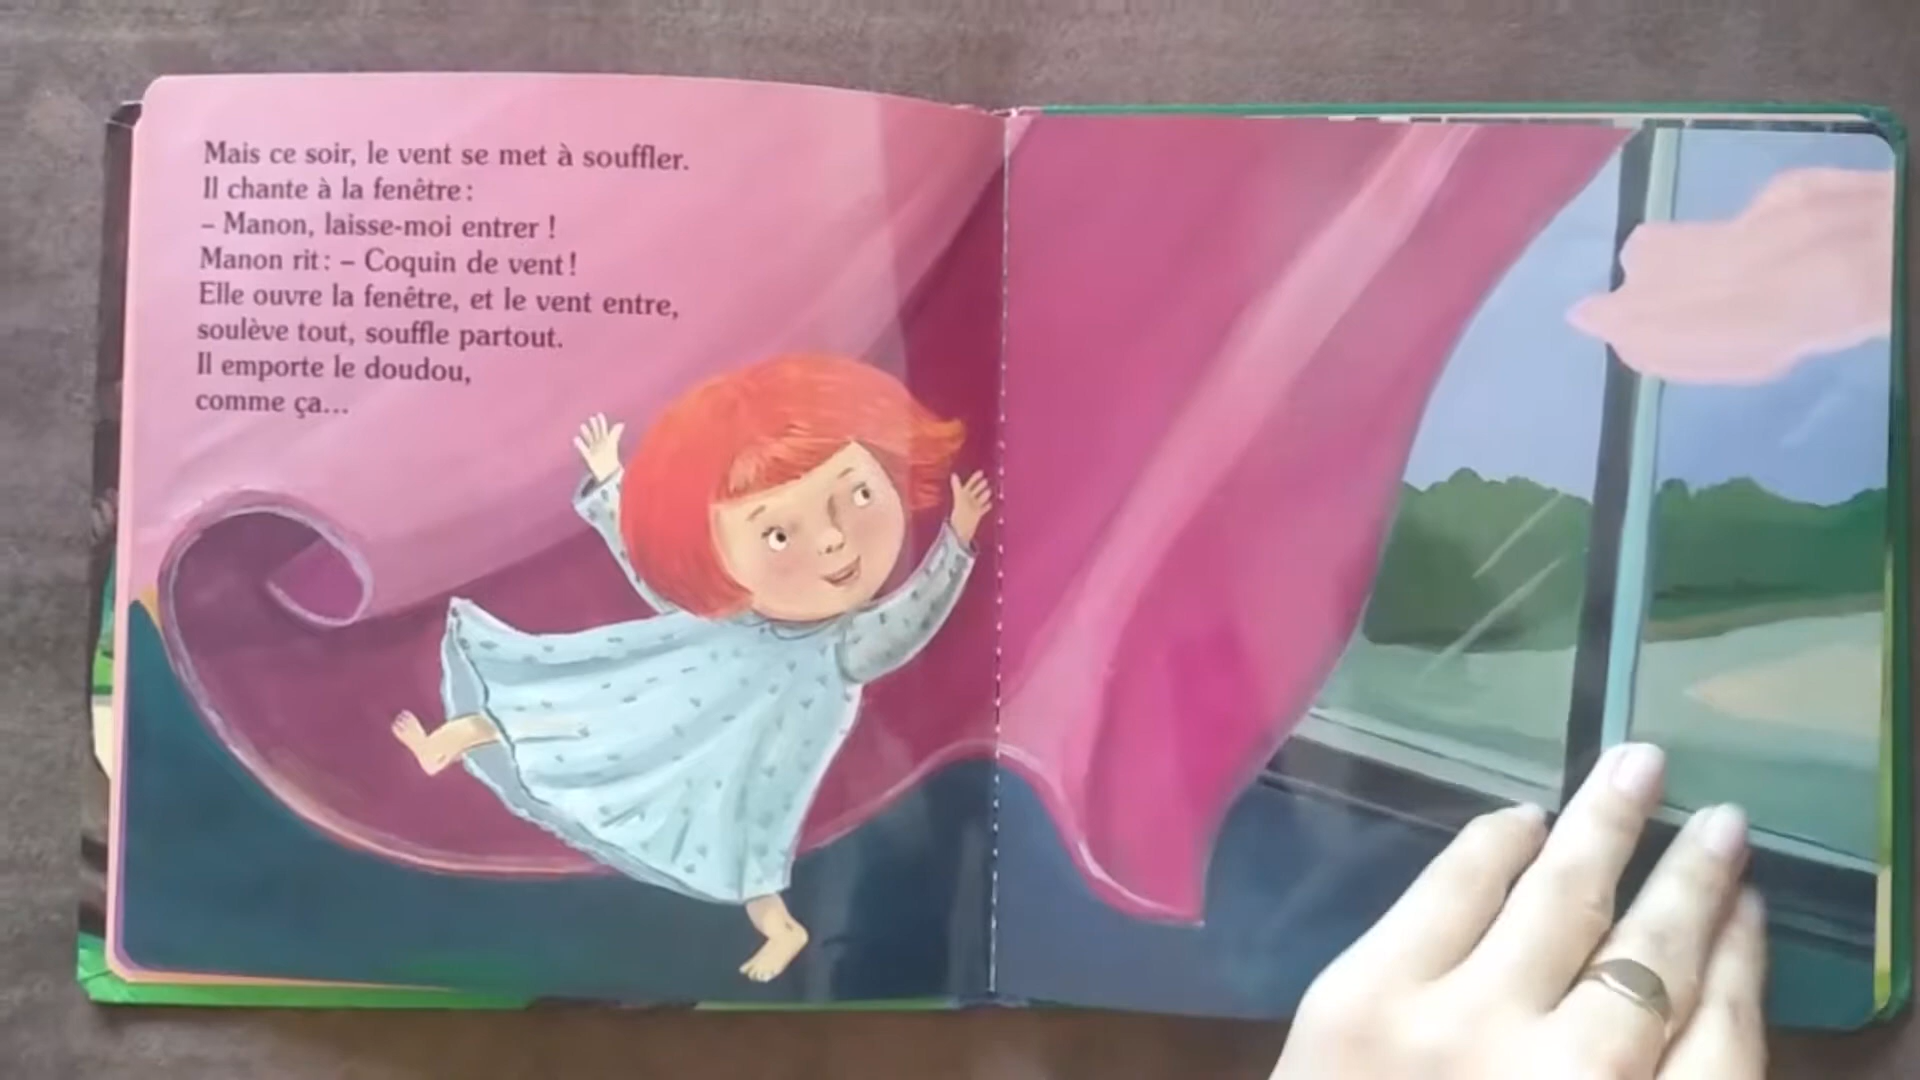 Mais ce soir, le vent se met à souffler.
Il chante à la fenêtre :
– Manon, laisse-moi entrer !
Manon rit : – Coquin de vent !
Elle ouvre la fenêtre, et le vent entre,
soulève tout, souffle partout.
Il emporte le doudou,
comme ça...